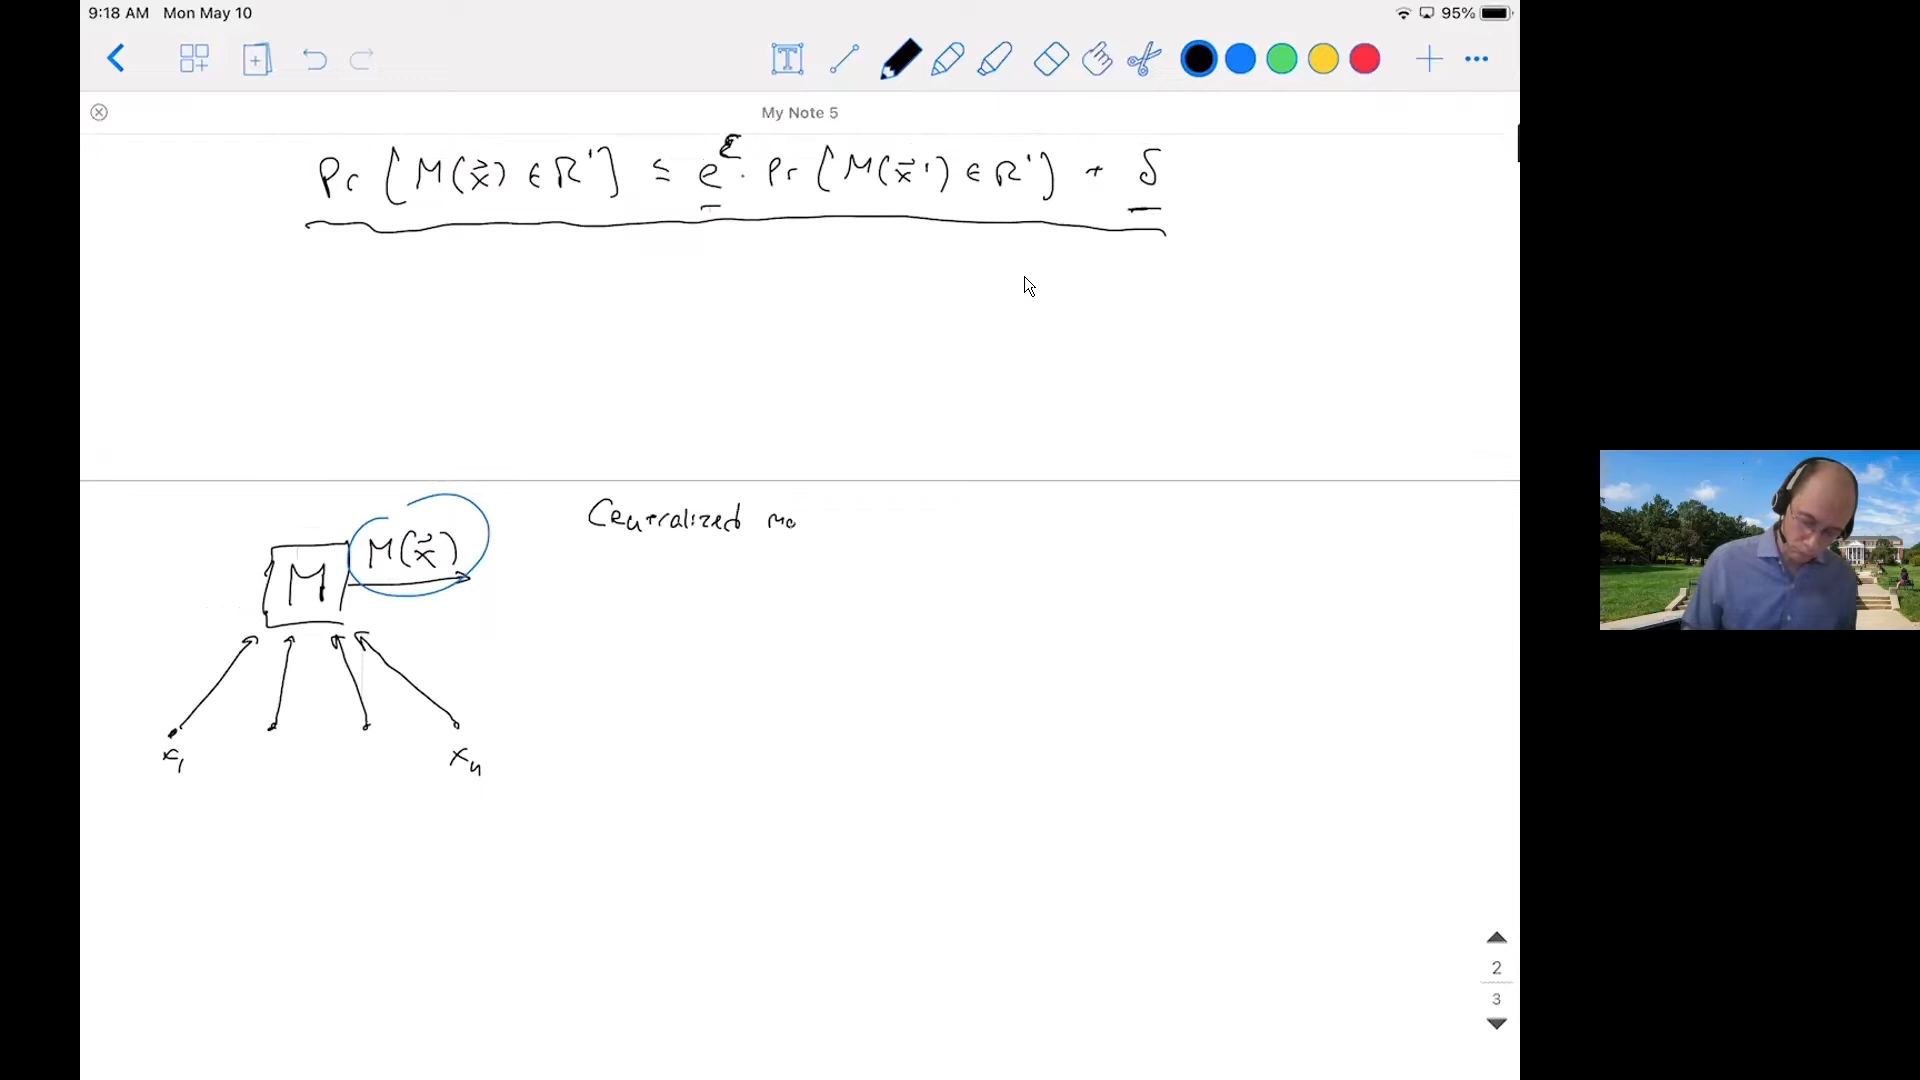 9:18 AM Mon May 10 95%
T
My Note 5
Pr [M(x⃗) ∈ R'] ≤ e^ε · Pr [M(x⃗') ∈ R'] + δ
M(x⃗) Centralized mo
M
x₁ xₙ
2
3